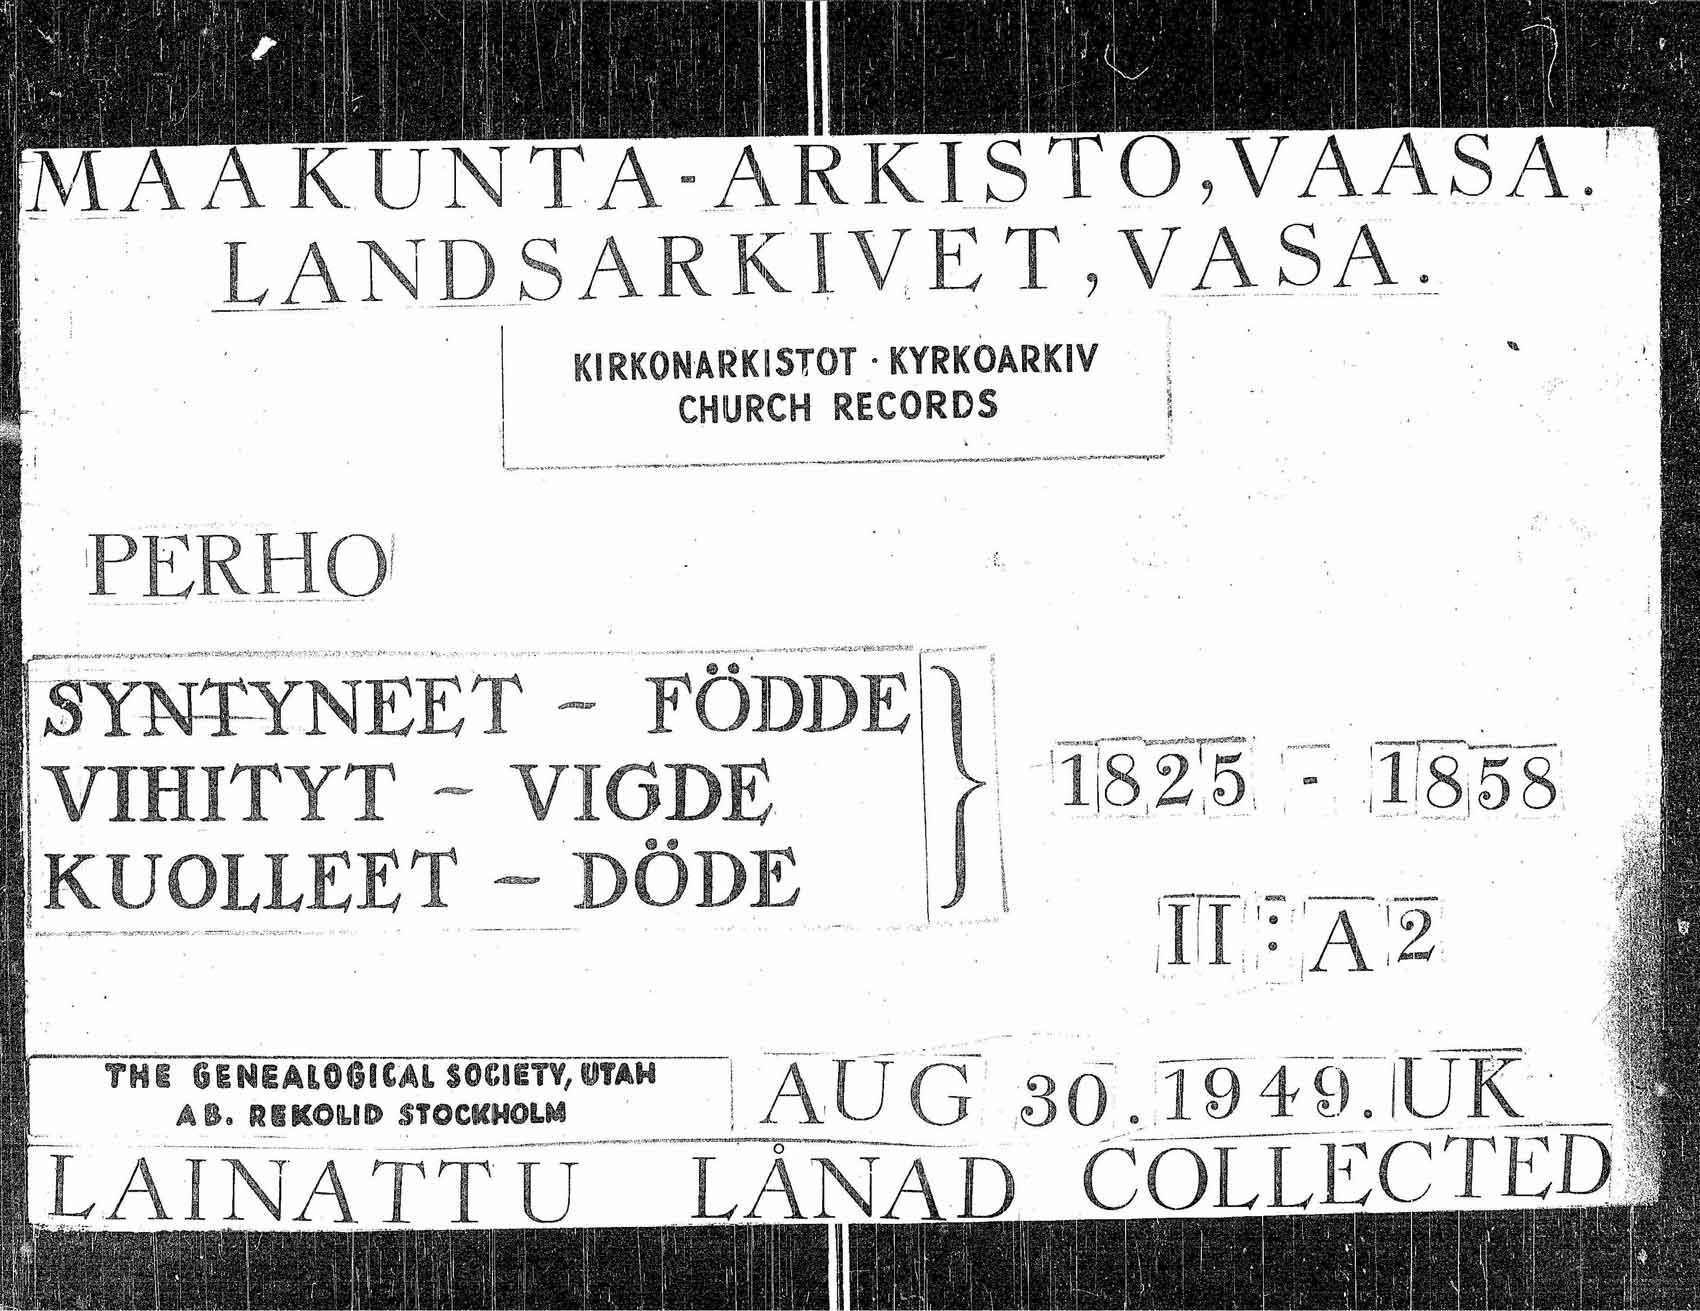 MAAKUNTA-ARKISTO, VAASA.
LANDSARKIVET, VASA.
KIRKONARKISTOT · KYRKOARKIV
CHURCH RECORDS
PERHO
SYNTYNEET - FÖDDE
VIHITYT - VIGDE
KUOLLEET - DÖDE
} 1825 - 1858
II : A 2
THE GENEALOGICAL SOCIETY, UTAH
AB. REKOLID STOCKHOLM
AUG 30. 1949. UK
LAINATTU LÅNAD COLLECTED